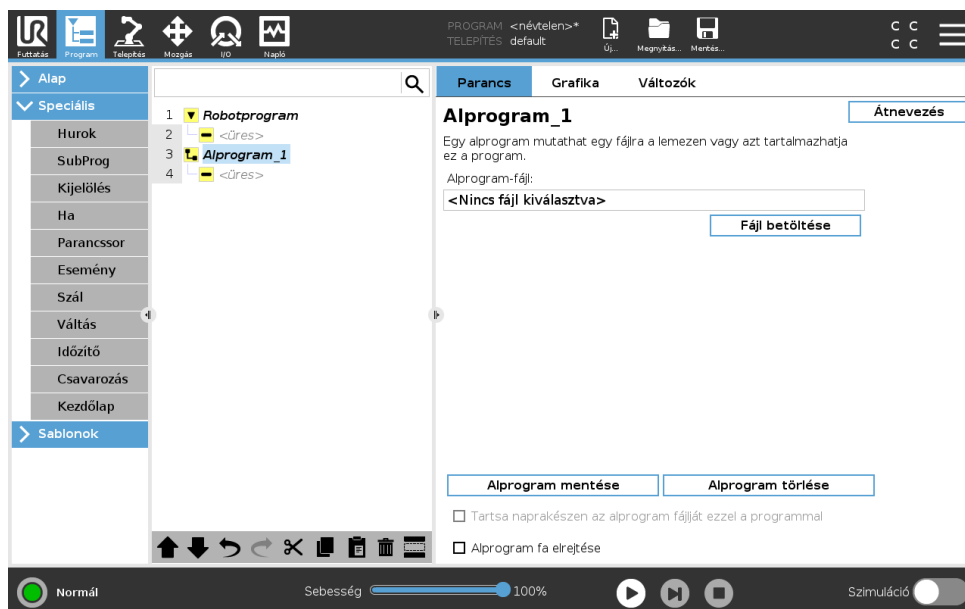 PROGRAM <névtelen>*
TELEPÍTÉS default
Futtatás Program Telepítés Mozgás I/O Napló Új... Megnyitás... Mentés...
C C
C C
Alap
Speciális
Hurok
SubProg
Kijelölés
Ha
Parancssor
Esemény
Szál
Váltás
Időzítő
Csavarozás
Kezdőlap
Sablonok
1 Robotprogram
2 <üres>
3 Alprogram_1
4 <üres>
Parancs Grafika Változók
Alprogram_1
Átnevezés
Egy alprogram mutathat egy fájlra a lemezen vagy azt tartalmazhatja
ez a program.
Alprogram-fájl:
<Nincs fájl kiválasztva>
Fájl betöltése
Alprogram mentése Alprogram törlése
Tartsa naprakészen az alprogram fájlját ezzel a programmal
Alprogram fa elrejtése
Normál Sebesség 100% Szimuláció